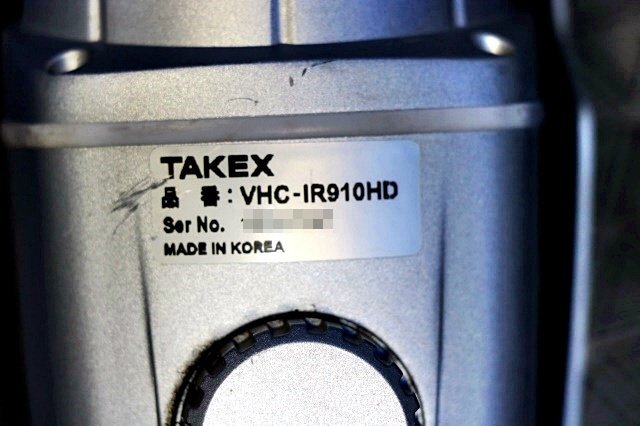 TAKEX
品 番 : VHC-IR910HD
Ser No.
MADE IN KOREA